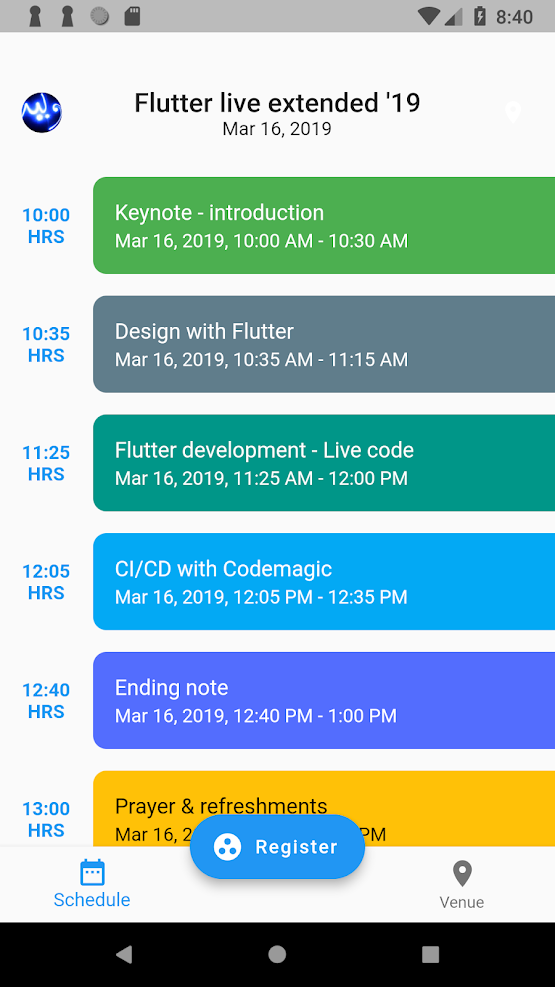 8:40
Flutter live extended '19
Mar 16, 2019
10:00
HRS
Keynote - introduction
Mar 16, 2019, 10:00 AM - 10:30 AM
10:35
HRS
Design with Flutter
Mar 16, 2019, 10:35 AM - 11:15 AM
11:25
HRS
Flutter development - Live code
Mar 16, 2019, 11:25 AM - 12:00 PM
12:05
HRS
CI/CD with Codemagic
Mar 16, 2019, 12:05 PM - 12:35 PM
12:40
HRS
Ending note
Mar 16, 2019, 12:40 PM - 1:00 PM
13:00
HRS
Prayer & refreshments
Mar 16, 2 PM
Register
Schedule
Venue